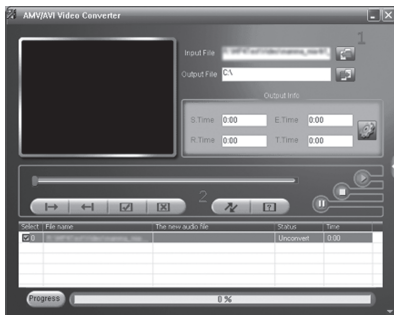 AMV/AVI Video Converter
1
Input File
Output File C:\
Output Info
S.Time 0:00 E.Time 0:00
R.Time 0:00 T.Time 0:00
2
Select File name The new audio file Status Time
0 Unconvert 0:00
Progress 0 %